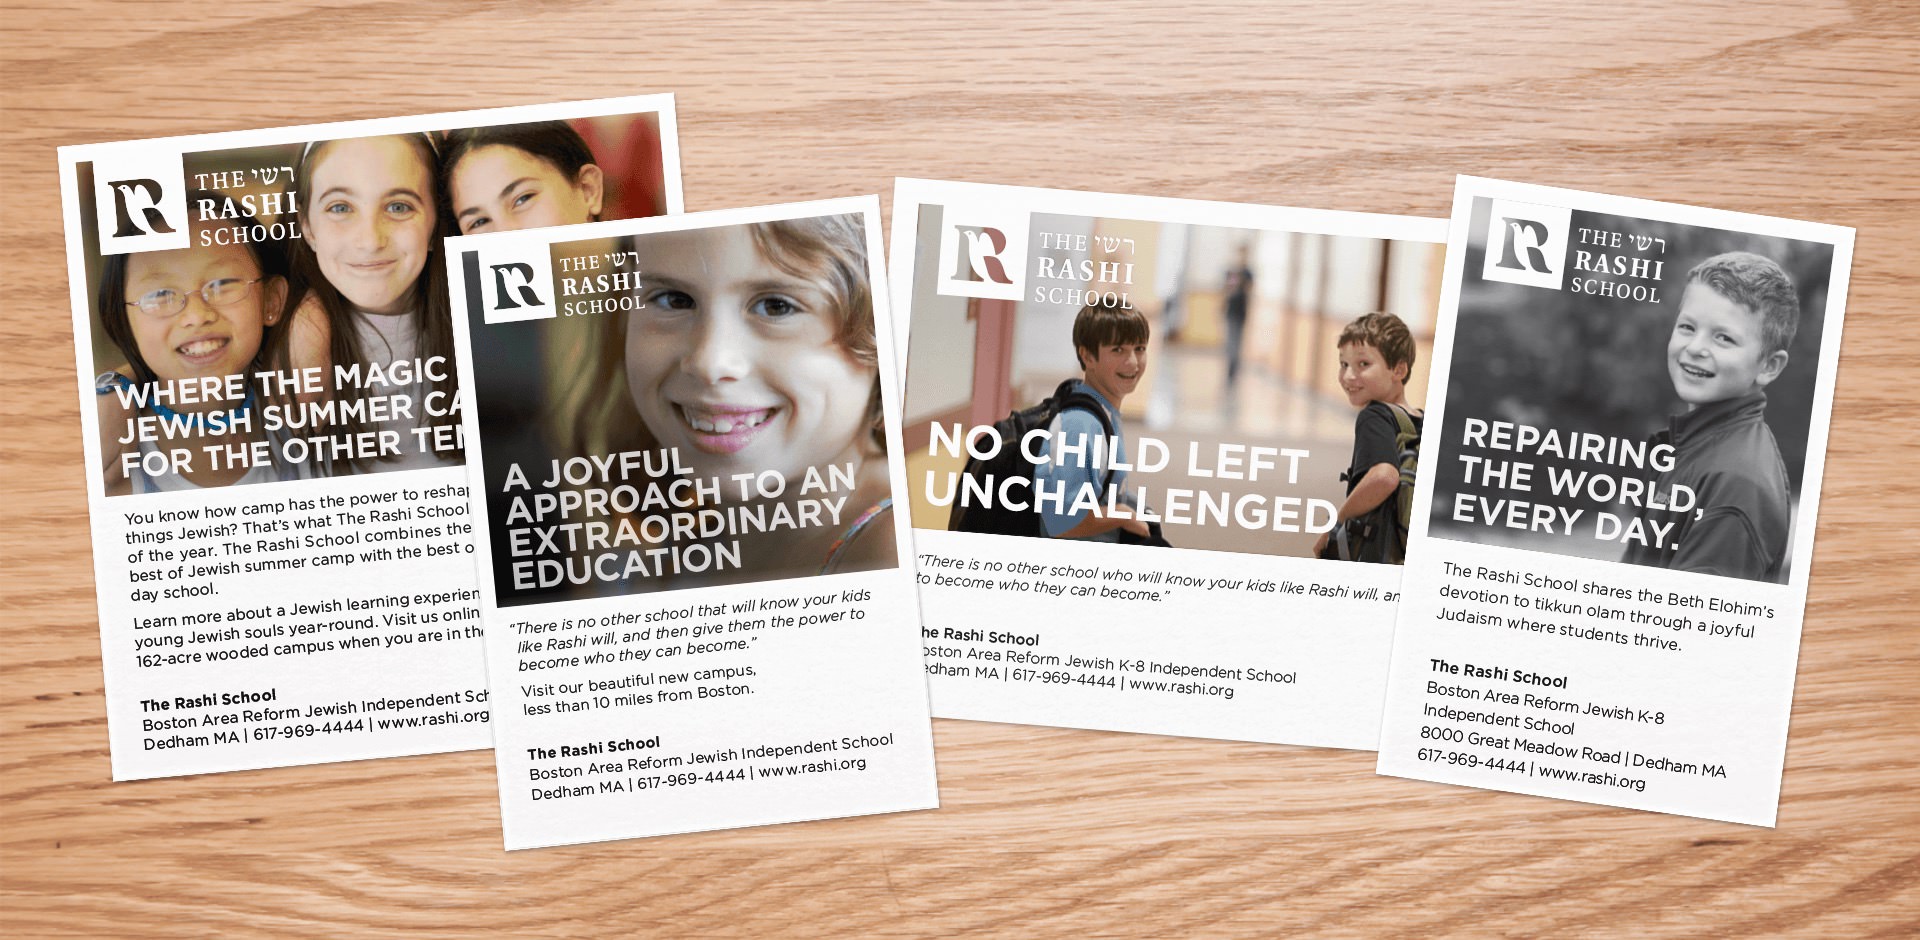 THE רשי
RASHI
SCHOOL
WHERE THE MAGIC
JEWISH SUMMER
FOR THE OTHER
You know how camp has the power to
things Jewish? That's what The Rashi School
of the year. The Rashi School combines the
best of Jewish summer camp with the best
day school.
Learn more about a Jewish learning
young Jewish souls year-round. Visit us
162-acre wooded campus when you are in
The Rashi School
Boston Area Reform Jewish Independent
Dedham MA | 617-969-4444 | www.rashi.org
THE רשי
RASHI
SCHOOL
A JOYFUL
APPROACH TO AN
EXTRAORDINARY
EDUCATION
“There is no other school that will know your kids
like Rashi will, and then give them the power to
become who they can become.”
Visit our beautiful new campus,
less than 10 miles from Boston.
The Rashi School
Boston Area Reform Jewish Independent School
Dedham MA | 617-969-4444 | www.rashi.org
THE רשי
RASHI
SCHOOL
NO CHILD LEFT
UNCHALLENGED
“There is no other school who will know your kids like Rashi will,
to become who they can become.”
Rashi School
Area Reform Jewish K-8 Independent School
MA | 617-969-4444 | www.rashi.org
THE רשי
RASHI
SCHOOL
REPAIRING
THE WORLD,
EVERY DAY.
The Rashi School shares the Beth Elohim's
devotion to tikkun olam through a joyful
Judaism where students thrive.
The Rashi School
Boston Area Reform Jewish K-8
Independent School
8000 Great Meadow Road | Dedham MA
617-969-4444 | www.rashi.org